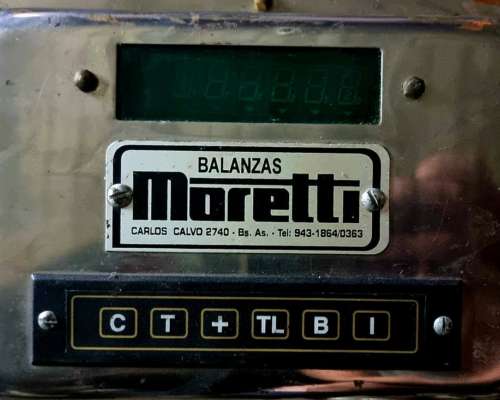 BALANZAS
Moretti
CARLOS CALVO 2740 - Bs. As. - Tel: 943-1864/0363
C T + TL B I